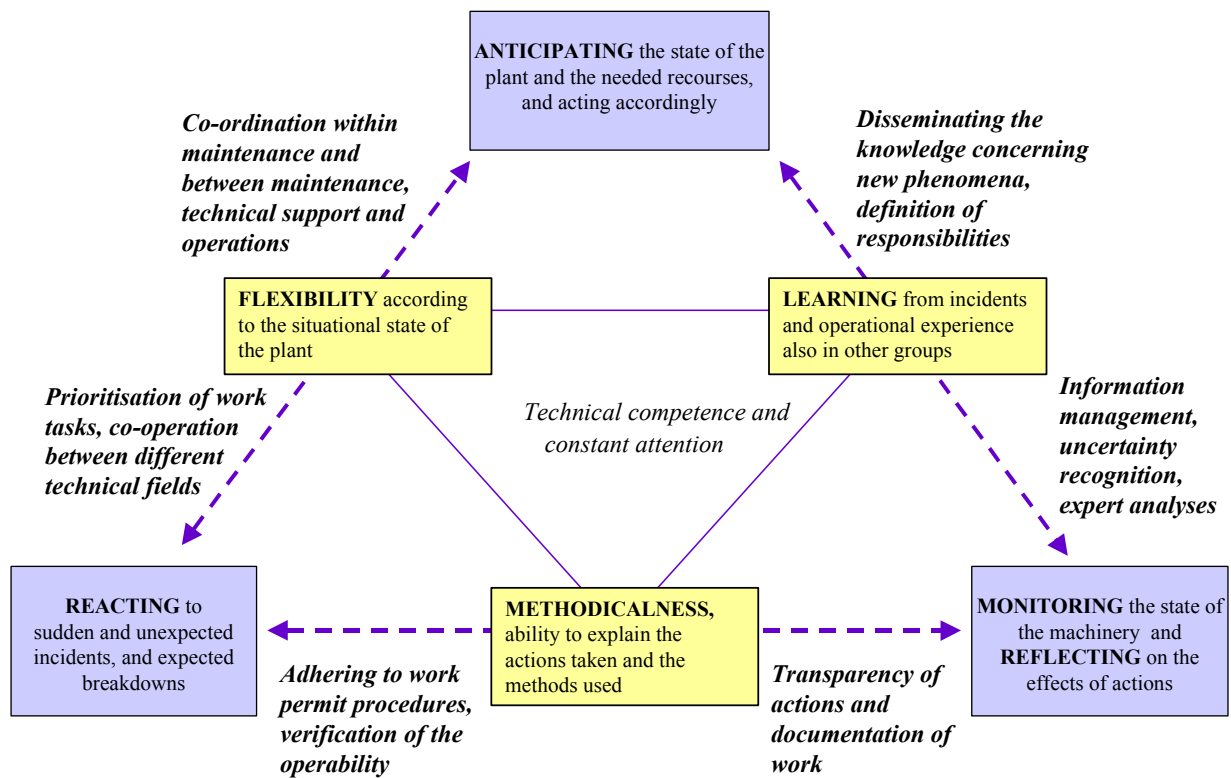 ANTICIPATING the state of the
plant and the needed recourses,
and acting accordingly
Co-ordination within
maintenance and
between maintenance,
technical support and
operations
Disseminating the
knowledge concerning
new phenomena,
definition of
responsibilities
FLEXIBILITY according
to the situational state of
the plant
LEARNING from incidents
and operational experience
also in other groups
Prioritisation of work
tasks, co-operation
between different
technical fields
Technical competence and
constant attention
Information
management,
uncertainty
recognition,
expert analyses
REACTING to
sudden and unexpected
incidents, and expected
breakdowns
METHODICALNESS,
ability to explain the
actions taken and the
methods used
MONITORING the state of
the machinery and
REFLECTING on the
effects of actions
Adhering to work
permit procedures,
verification of the
operability
Transparency of
actions and
documentation of
work